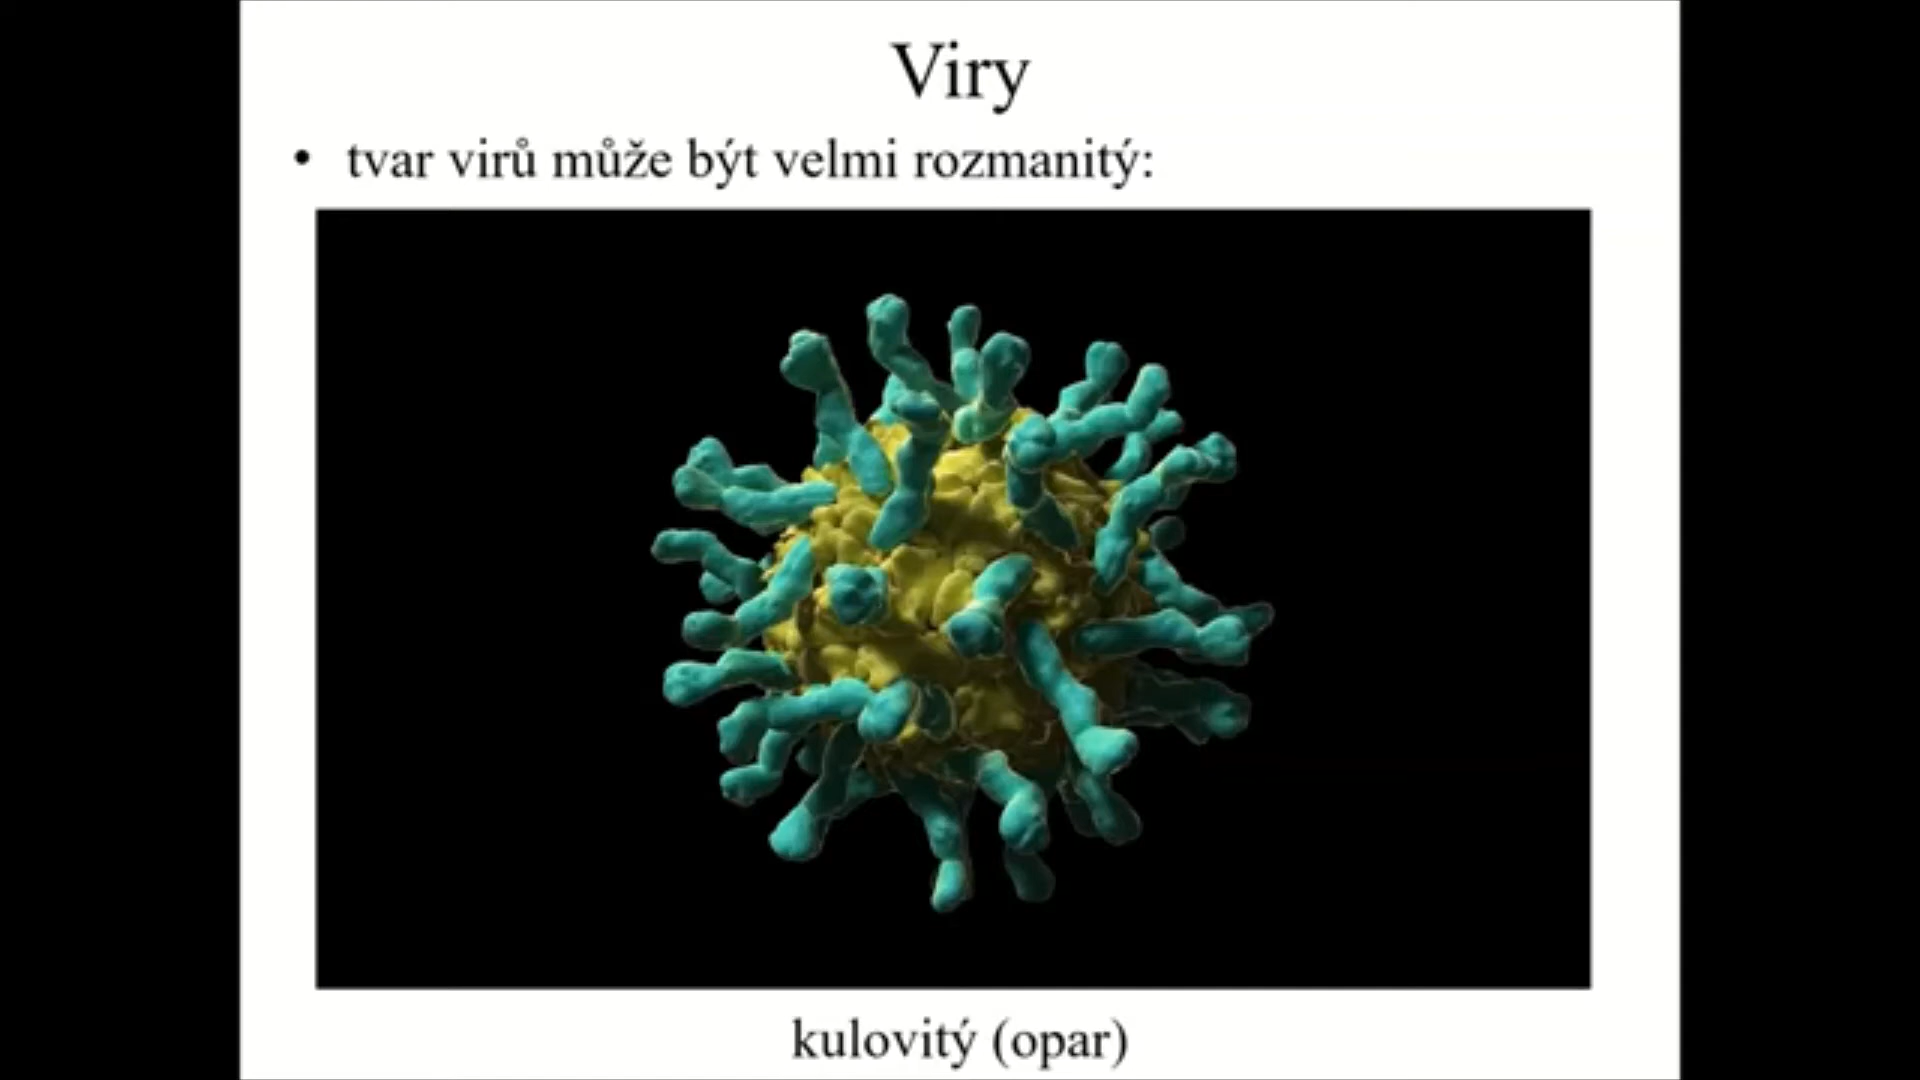 Viry
• tvar virů může být velmi rozmanitý:
kulovitý (opar)